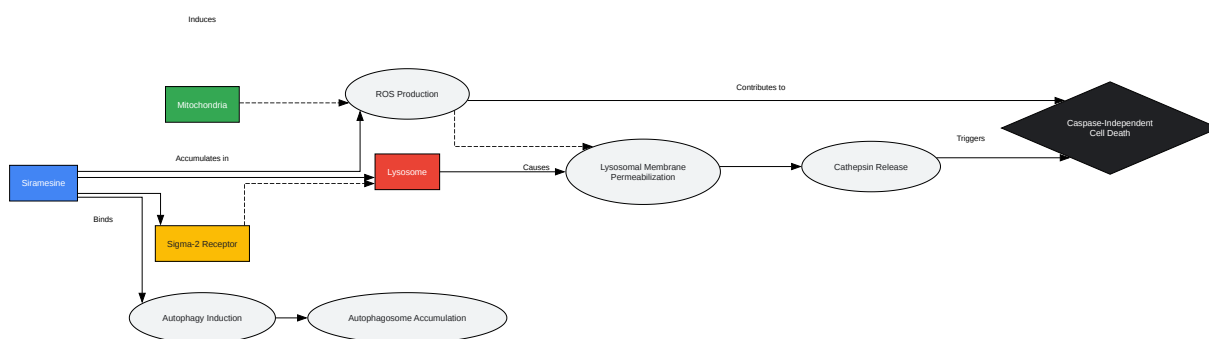 Induces
Mitochondria
ROS Production
Contributes to
Caspase-Independent
Cell Death
Siramesine
Accumulates in
Lysosome
Causes
Lysosomal Membrane
Permeabilization
Cathepsin Release
Triggers
Binds
Sigma-2 Receptor
Autophagy Induction
Autophagosome Accumulation